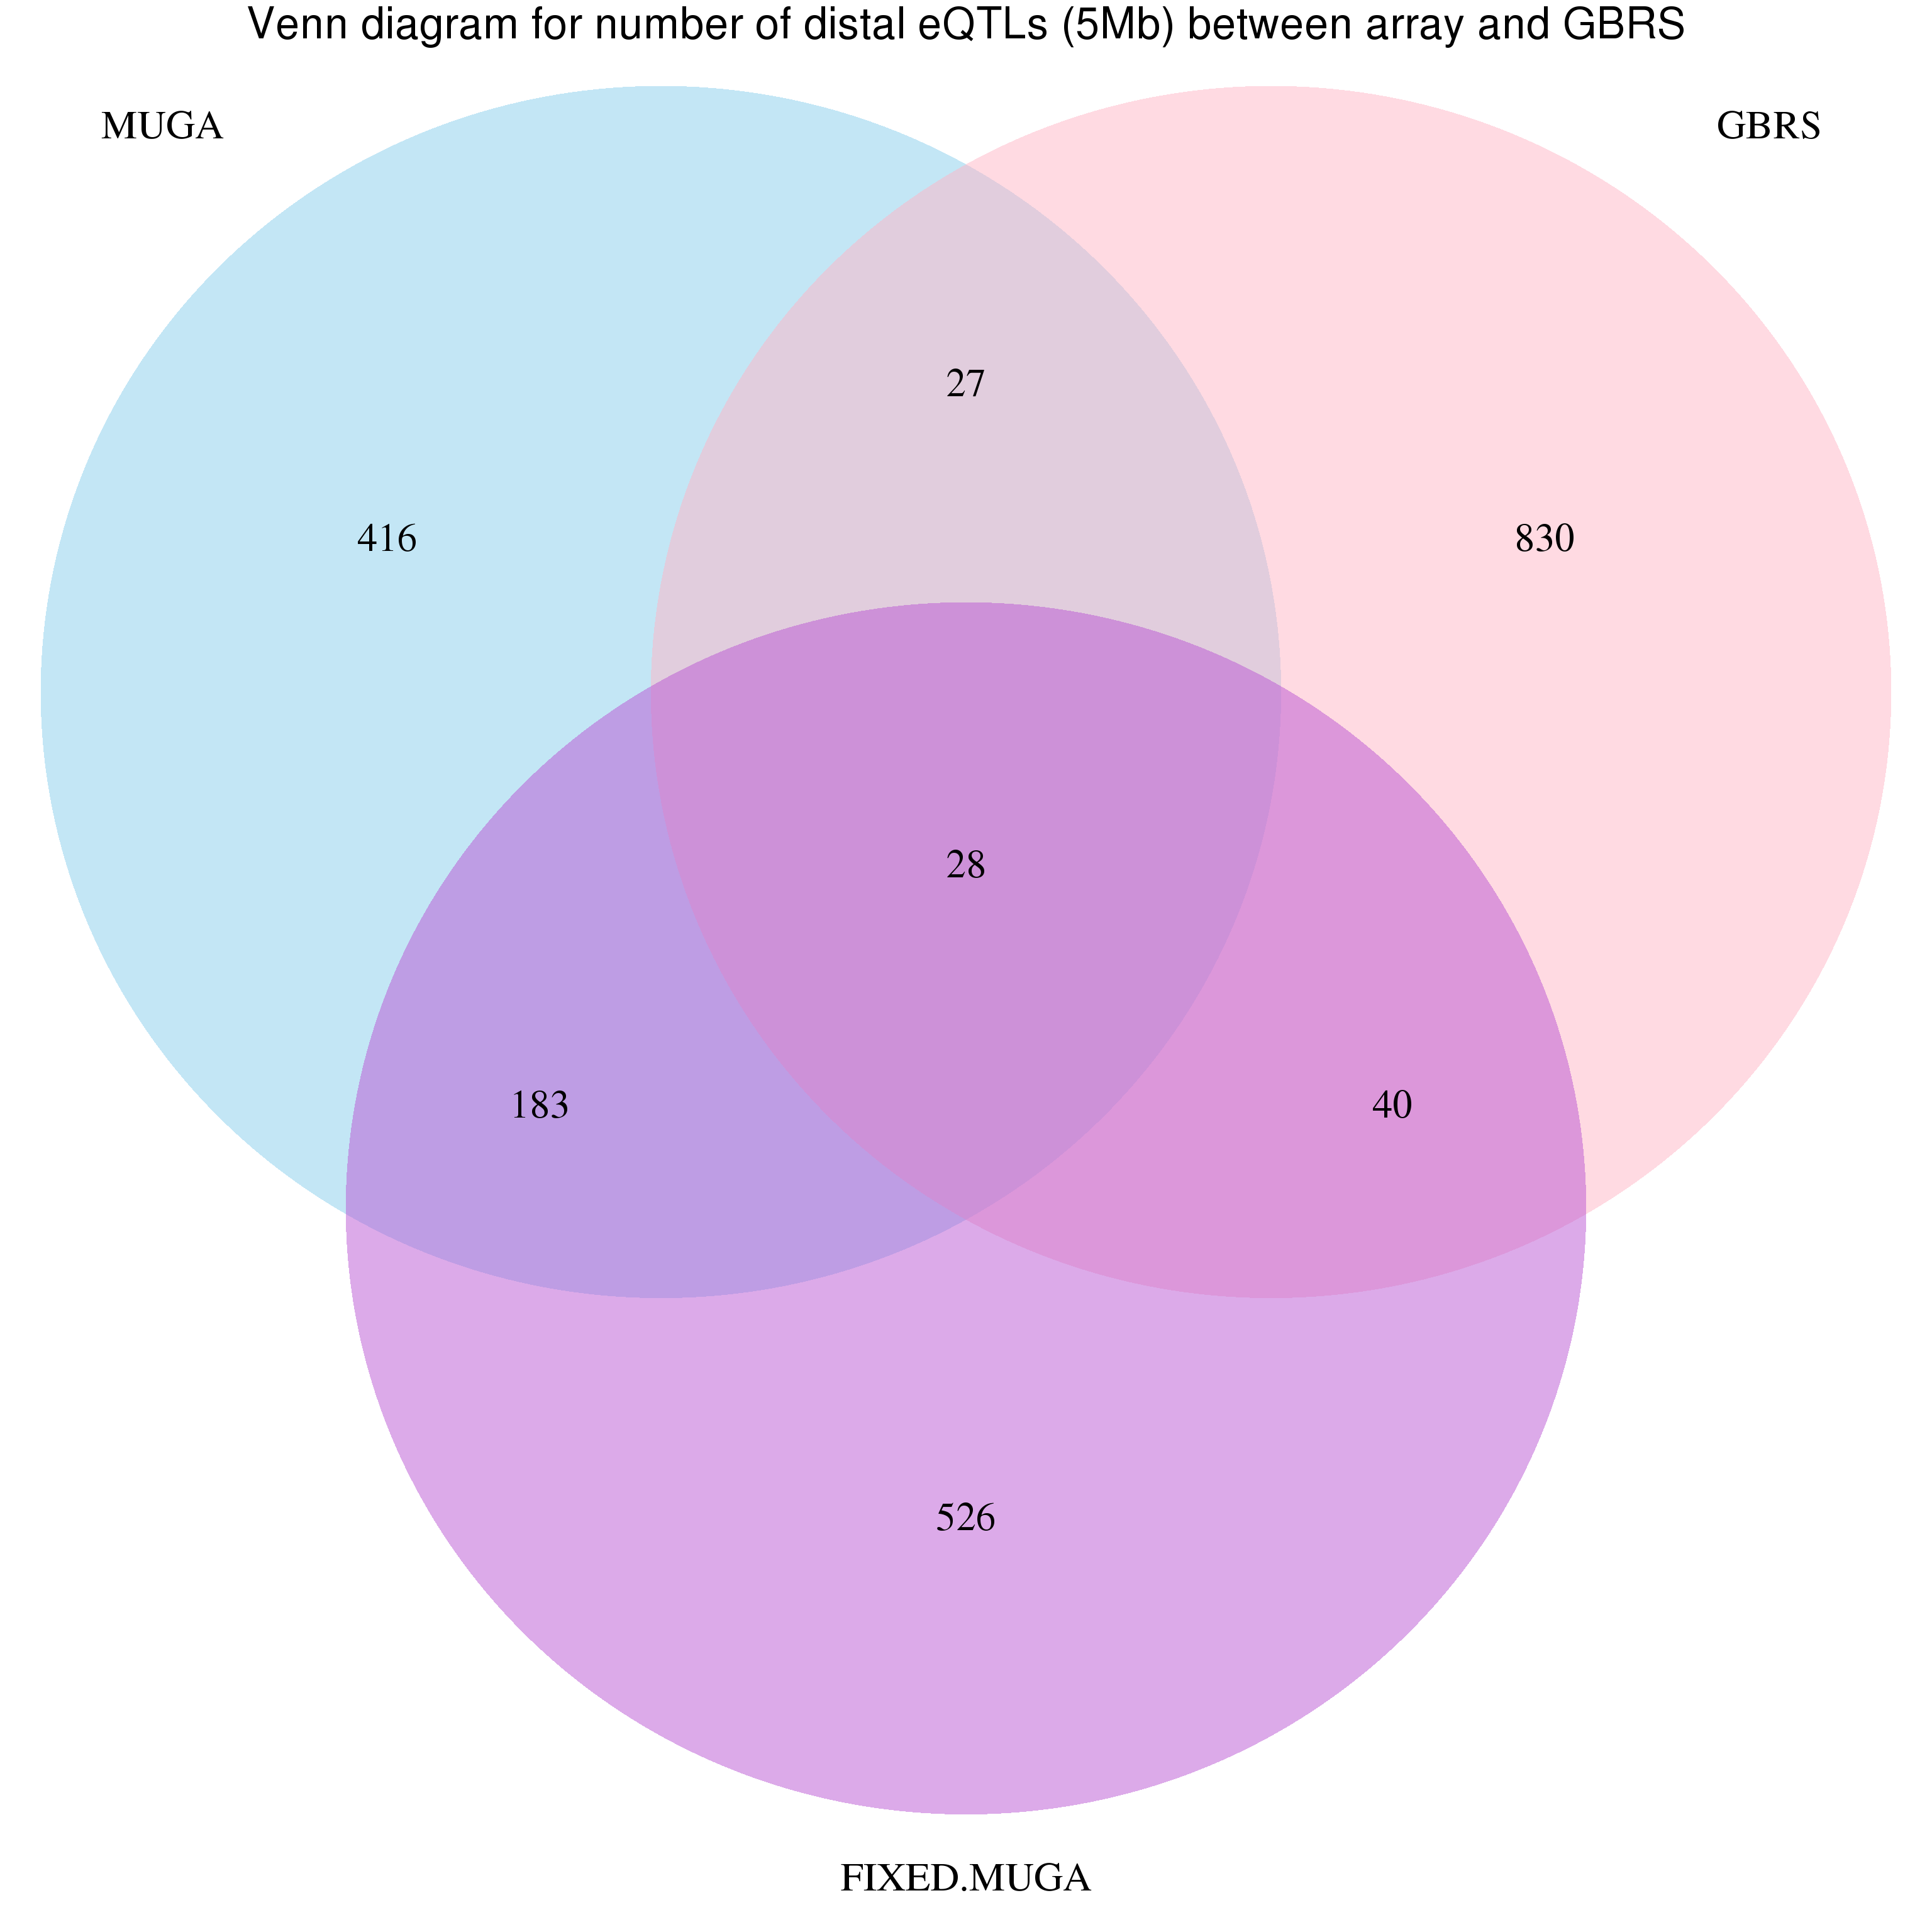 Venn diagram for number of distal eQTLs (5Mb) between array and GBRS
MUGA
GBRS
27
416
830
28
183
40
526
FIXED.MUGA